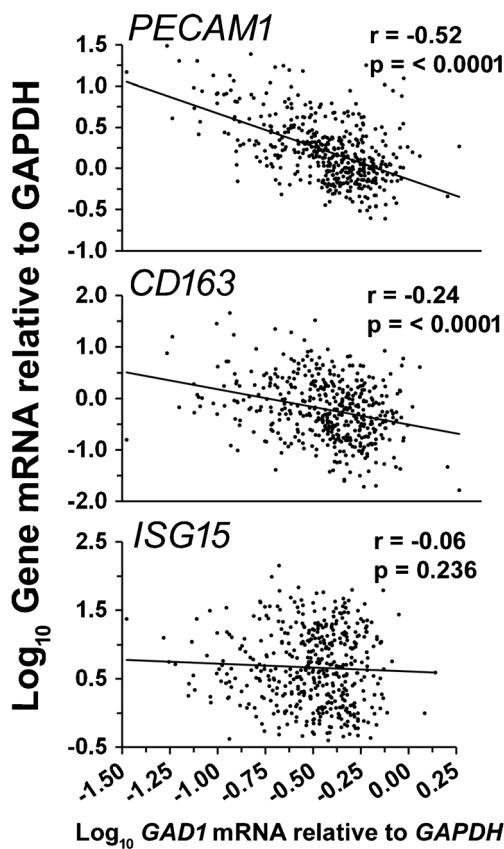 PECAM1
r = -0.52
p = < 0.0001
1.5
1.0
0.5
0.0
-0.5
-1.0
Log10 Gene mRNA relative to GAPDH
CD163
r = -0.24
p = < 0.0001
2.0
1.0
0.0
-1.0
-2.0
ISG15
r = -0.06
p = 0.236
2.5
1.5
0.5
-0.5
-1.50 -1.25 -1.00 -0.75 -0.50 -0.25 0.00 0.25
Log10 GAD1 mRNA relative to GAPDH